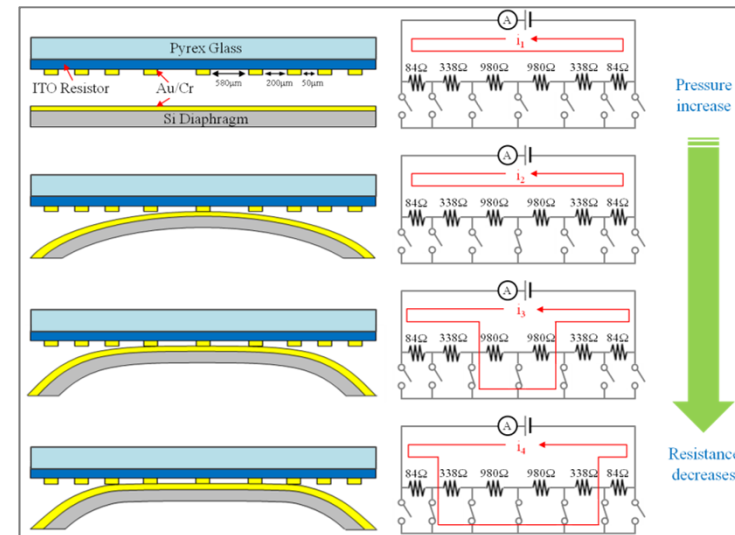 Pyrex Glass
ITO Resistor
Au/Cr
580μm
200μm
50μm
Si Diaphragm
A
i1
84Ω 338Ω 980Ω 980Ω 338Ω 84Ω
Pressure
increase
A
i2
84Ω 338Ω 980Ω 980Ω 338Ω 84Ω
A
i3
84Ω 338Ω 980Ω 980Ω 338Ω 84Ω
A
i4
84Ω 338Ω 980Ω 980Ω 338Ω 84Ω
Resistance
decreases